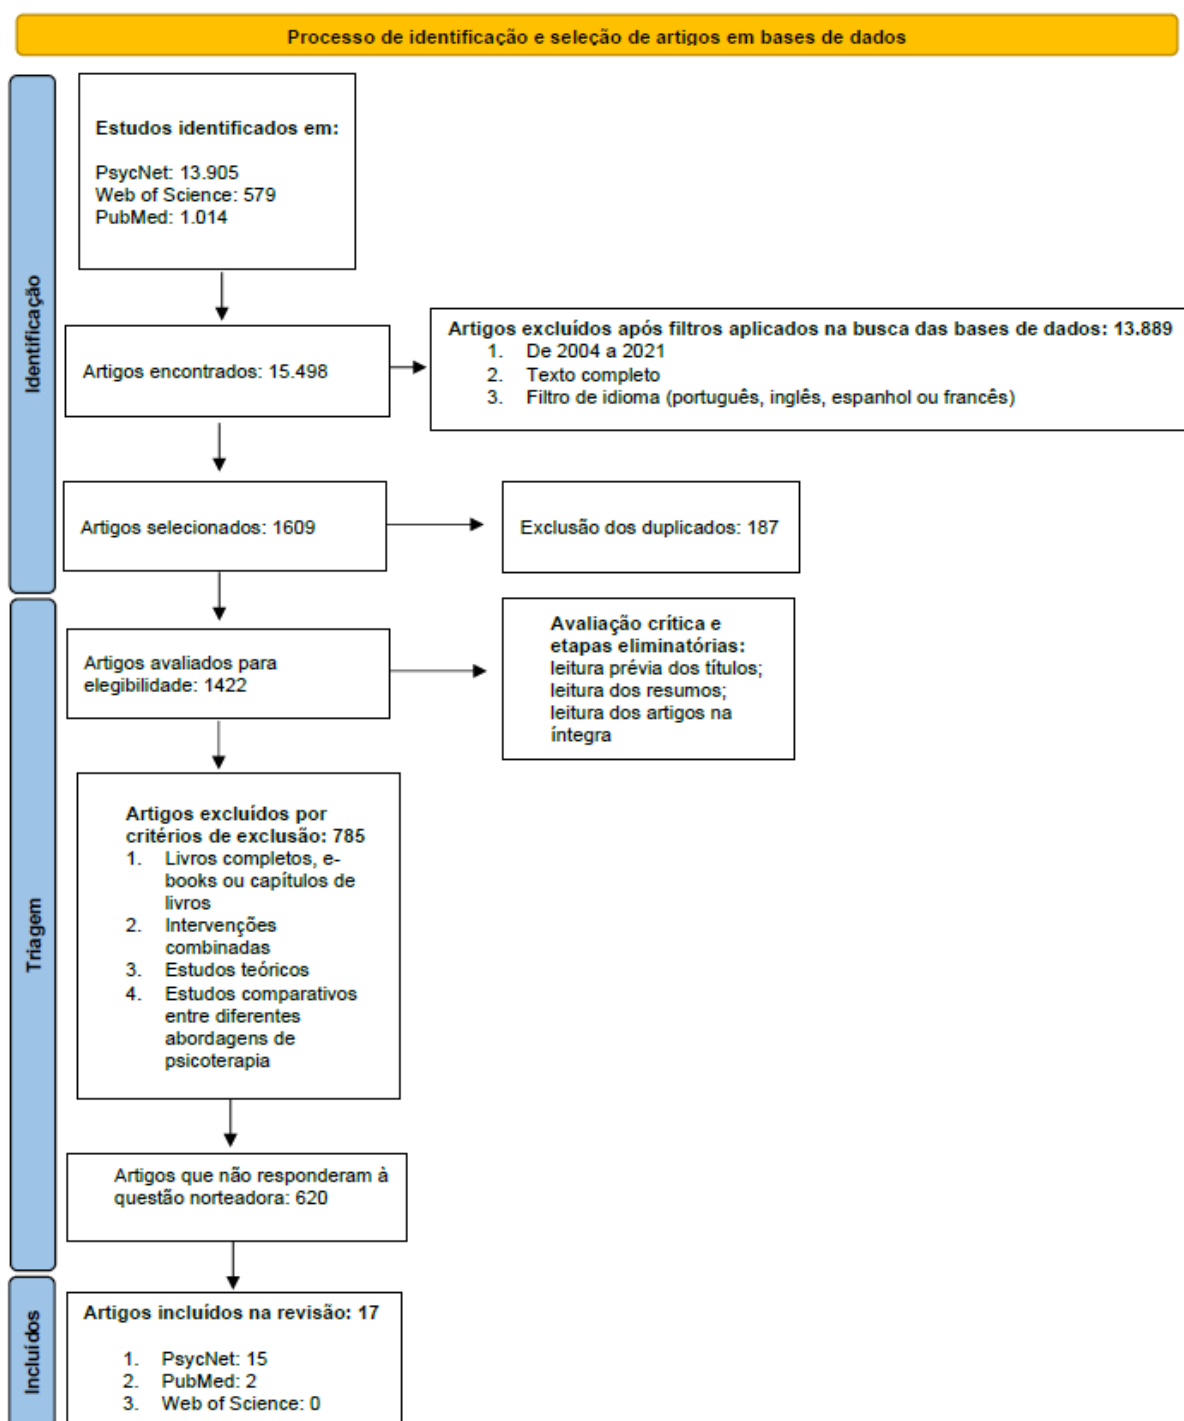 Processo de identificação e seleção de artigos em bases de dados
Identificação
Estudos identificados em:
PsycNet: 13.905
Web of Science: 579
PubMed: 1.014
Artigos encontrados: 15.498
Artigos excluídos após filtros aplicados na busca das bases de dados: 13.889
1. De 2004 a 2021
2. Texto completo
3. Filtro de idioma (português, inglês, espanhol ou francês)
Artigos selecionados: 1609
Exclusão dos duplicados: 187
Triagem
Artigos avaliados para
elegibilidade: 1422
Avaliação crítica e
etapas eliminatórias:
leitura prévia dos títulos;
leitura dos resumos;
leitura dos artigos na
íntegra
Artigos excluídos por
critérios de exclusão: 785
1. Livros completos, e-
books ou capítulos de
livros
2. Intervenções
combinadas
3. Estudos teóricos
4. Estudos comparativos
entre diferentes
abordagens de
psicoterapia
Artigos que não responderam à
questão norteadora: 620
Incluídos
Artigos incluídos na revisão: 17
1. PsycNet: 15
2. PubMed: 2
3. Web of Science: 0